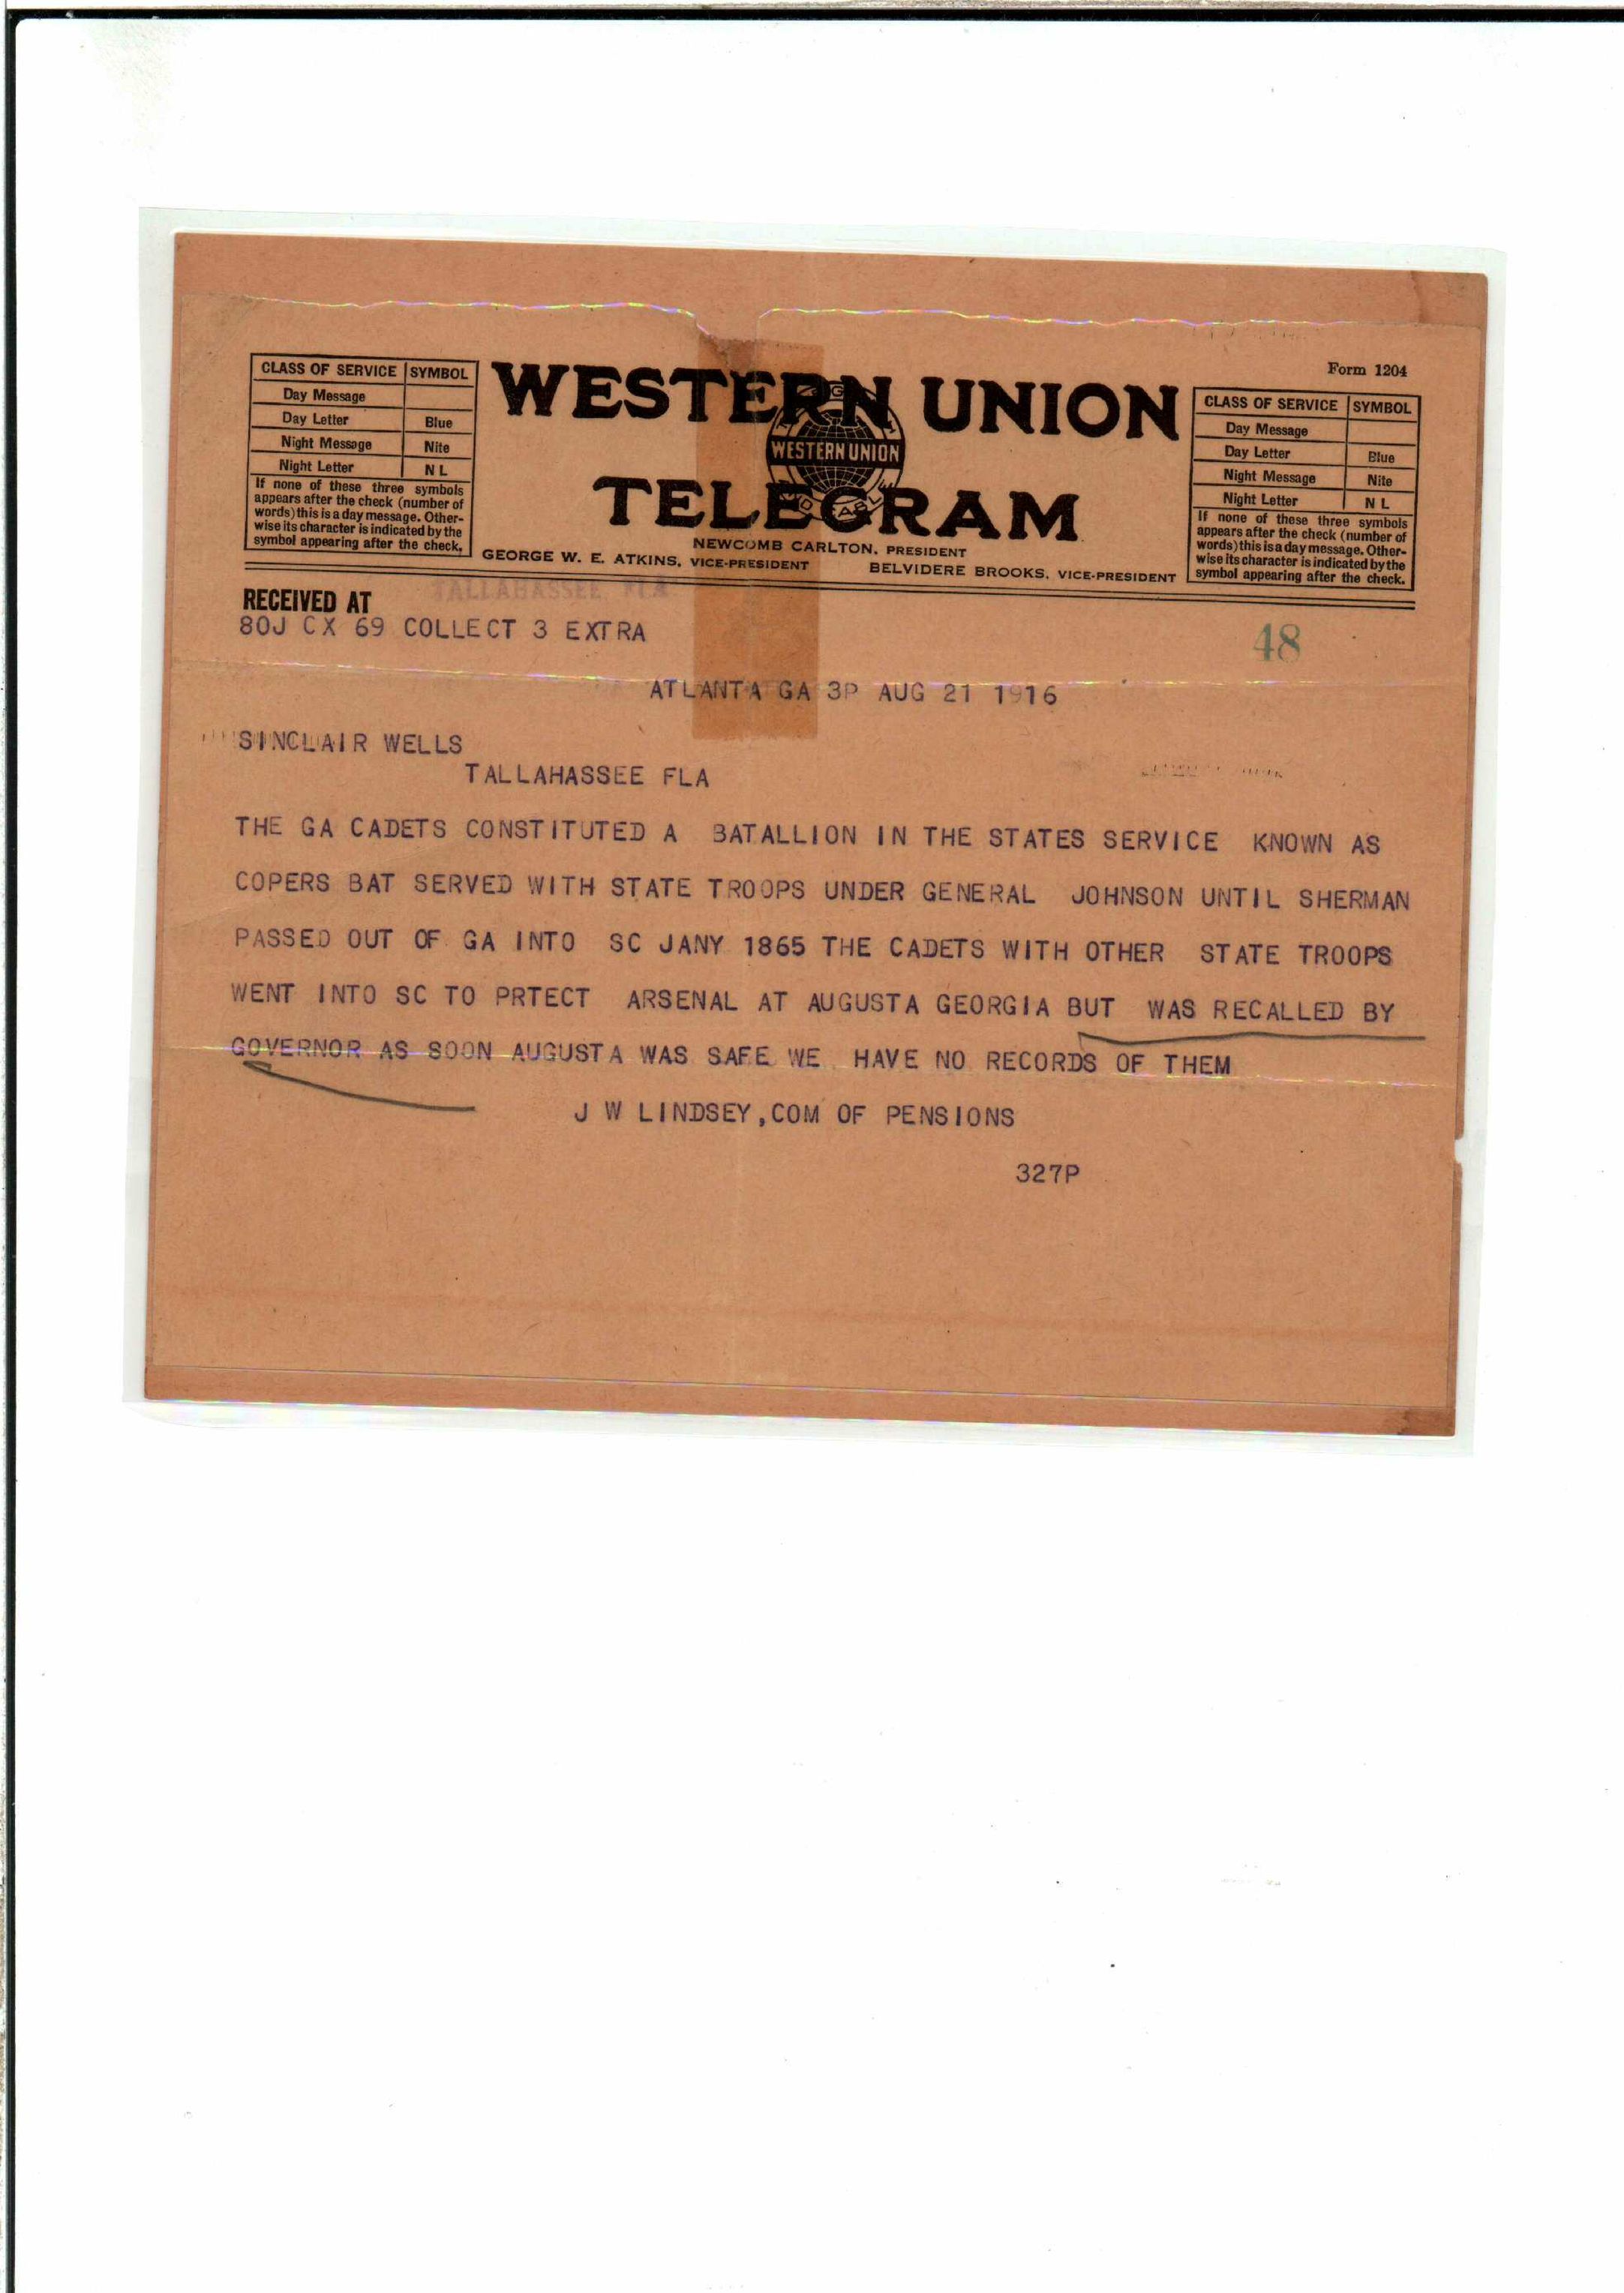 Form 1204
CLASS OF SERVICE SYMBOL
Day Message
Day Letter Blue
Night Message Nite
Night Letter N L
If none of these three symbols
appears after the check (number of
words) this is a day message. Other-
wise its character is indicated by the
symbol appearing after the check.
WESTERN UNION
WESTERN UNION
TELEGRAM
NEWCOMB CARLTON, PRESIDENT
GEORGE W. E. ATKINS, VICE-PRESIDENT BELVIDERE BROOKS, VICE-PRESIDENT
CLASS OF SERVICE SYMBOL
Day Message
Day Letter Blue
Night Message Nite
Night Letter N L
If none of these three symbols
appears after the check (number of
words) this is a day message. Other-
wise its character is indicated by the
symbol appearing after the check.
RECEIVED AT TALLAHASSEE, FLA
80J CX 69 COLLECT 3 EXTRA
48
ATLANTA GA 3P AUG 21 1916
SINCLAIR WELLS
TALLAHASSEE FLA
THE GA CADETS CONSTITUTED A BATALLION IN THE STATES SERVICE KNOWN AS
COPERS BAT SERVED WITH STATE TROOPS UNDER GENERAL JOHNSON UNTIL SHERMAN
PASSED OUT OF GA INTO SC JANY 1865 THE CADETS WITH OTHER STATE TROOPS
WENT INTO SC TO PRTECT ARSENAL AT AUGUSTA GEORGIA BUT WAS RECALLED BY
GOVERNOR AS SOON AUGUSTA WAS SAFE WE HAVE NO RECORDS OF THEM
J W LINDSEY,COM OF PENSIONS
327P